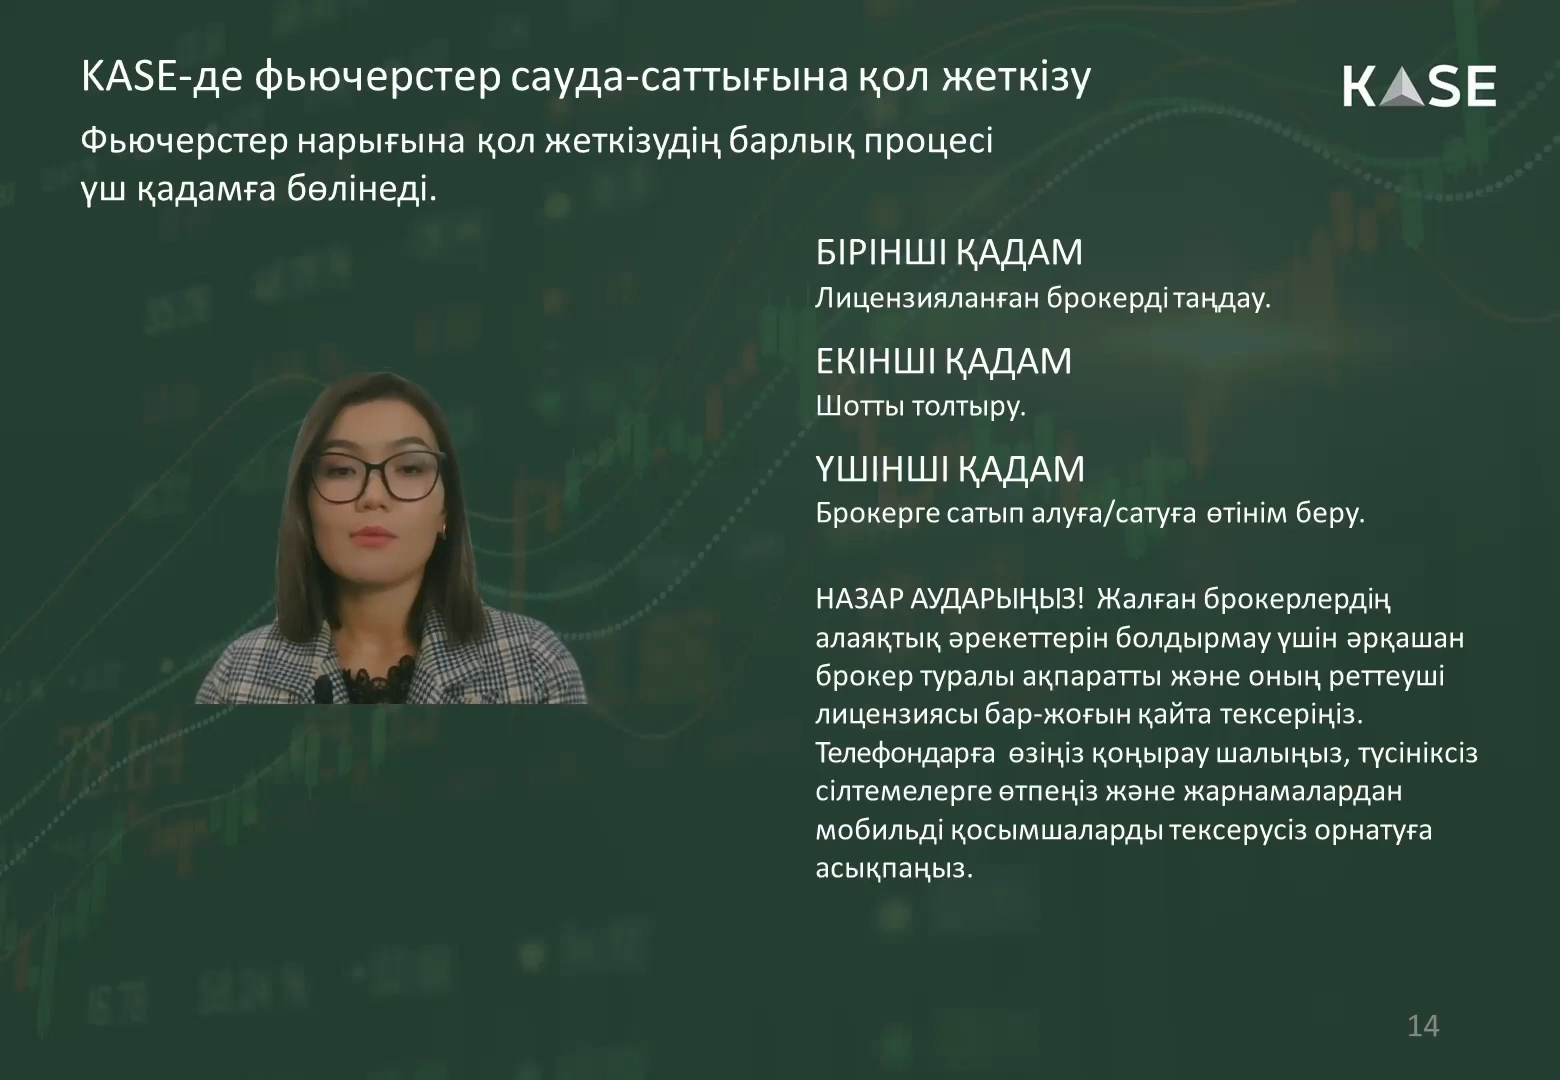 KASE-де фьючерстер сауда-саттығына қол жеткізу
KASE
Фьючерстер нарығына қол жеткізудің барлық процесі
үш қадамға бөлінеді.
БІРІНШІ ҚАДАМ
Лицензияланған брокерді таңдау.
ЕКІНШІ ҚАДАМ
Шотты толтыру.
ҮШІНШІ ҚАДАМ
Брокерге сатып алуға/сатуға өтінім беру.
НАЗАР АУДАРЫҢЫЗ! Жалған брокерлердің
алаяқтық әрекеттерін болдырмау үшін әрқашан
брокер туралы ақпаратты және оның реттеуші
лицензиясы бар-жоғын қайта тексеріңіз.
Телефондарға өзіңіз қоңырау шалыңыз, түсініксіз
сілтемелерге өтпеңіз және жарнамалардан
мобильді қосымшаларды тексерусіз орнатуға
асықпаңыз.
14